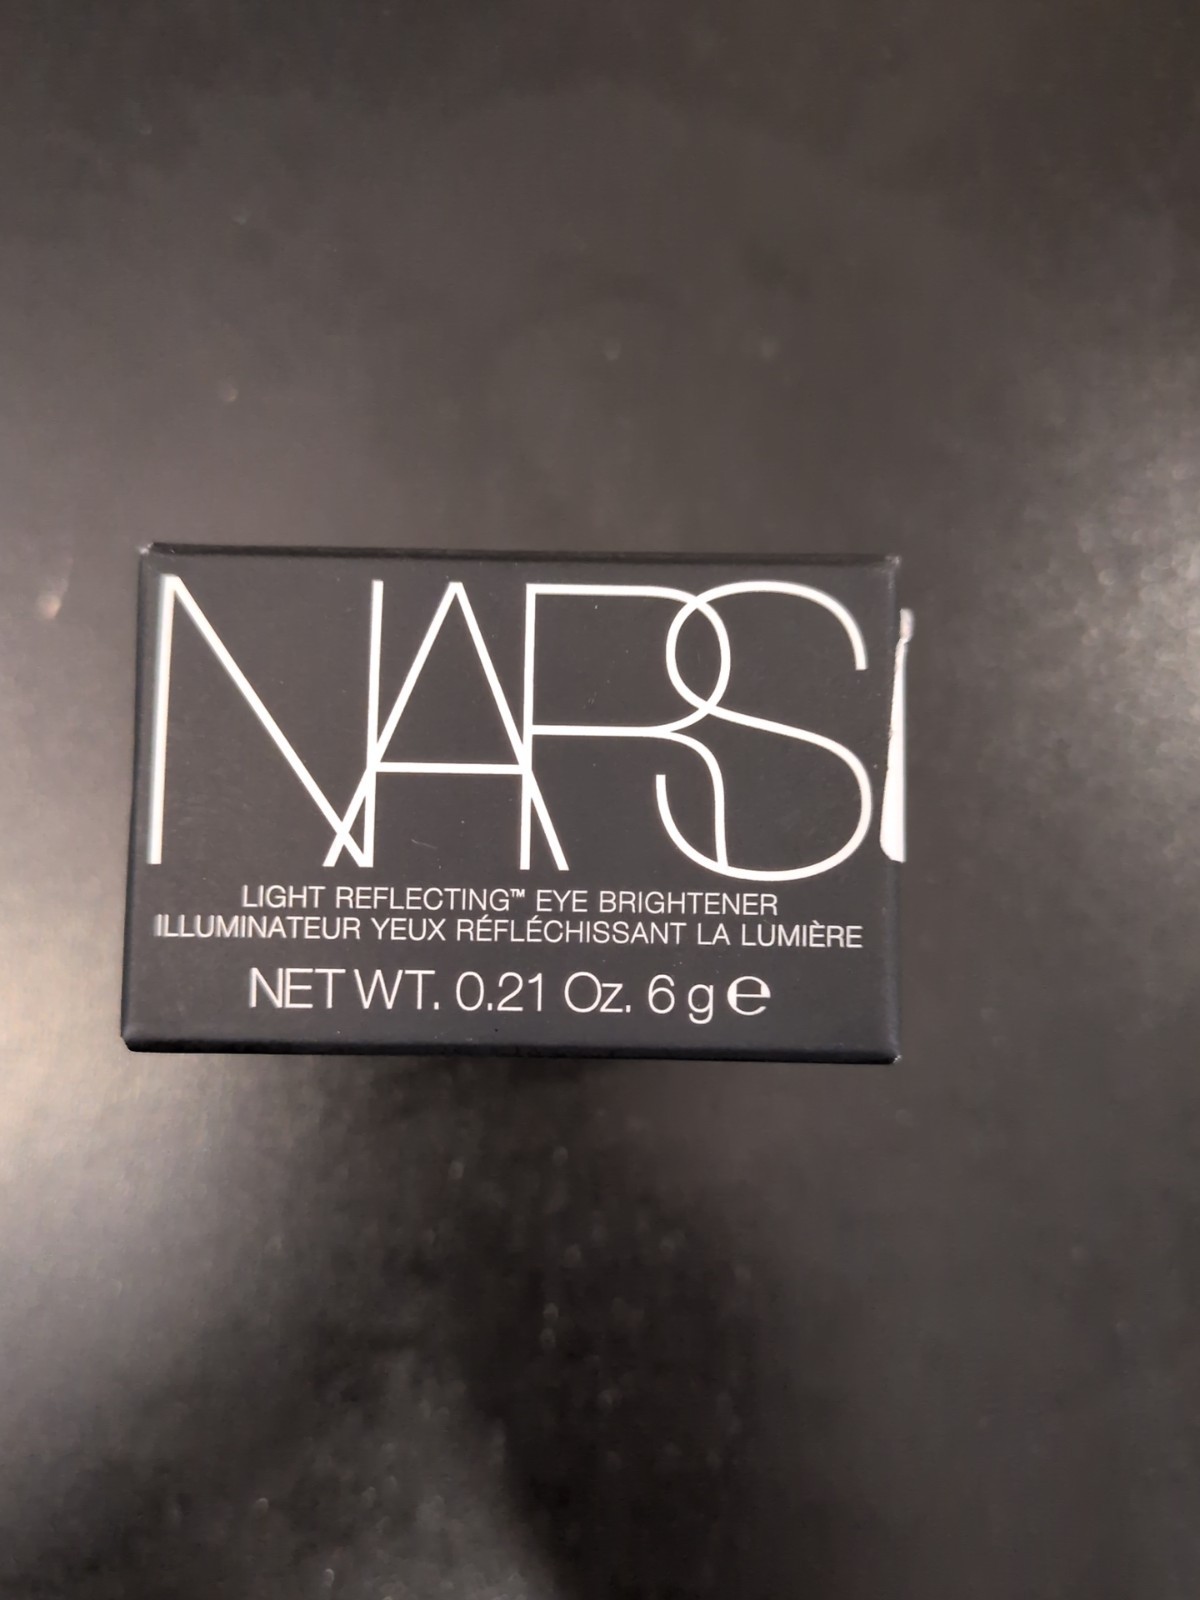 NARS
LIGHT REFLECTING™ EYE BRIGHTENER
ILLUMINATEUR YEUX RÉFLÉCHISSANT LA LUMIÈRE
NET WT. 0.21 Oz. 6 g ℮